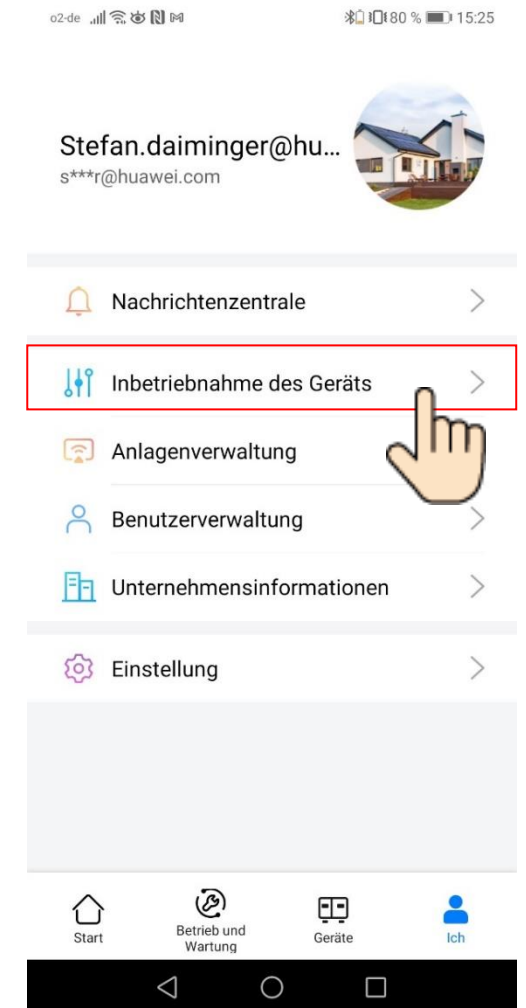 o2-de 80 % 15:25
Stefan.daiminger@hu...
s***r@huawei.com
Nachrichtenzentrale
Inbetriebnahme des Geräts
Anlagenverwaltung
Benutzerverwaltung
Unternehmensinformationen
Einstellung
Start
Betrieb und
Wartung
Geräte
Ich